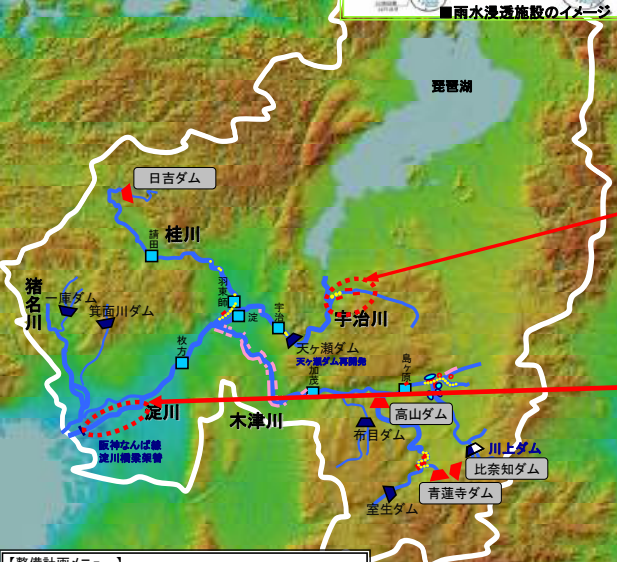 ■雨水浸透施設のイメージ
琵琶湖
日吉ダム
請田
桂川
猪名川
一庫ダム
箕面川ダム
羽束師
淀
宇治
宇治川
天ヶ瀬ダム
天ヶ瀬ダム再開発
枚方
加茂
島ヶ原
淀川
木津川
高山ダム
布目ダム
阪神なんば線
淀川橋梁架替
川上ダム
比奈知ダム
青蓮寺ダム
室生ダム
【整備計画メニュー】